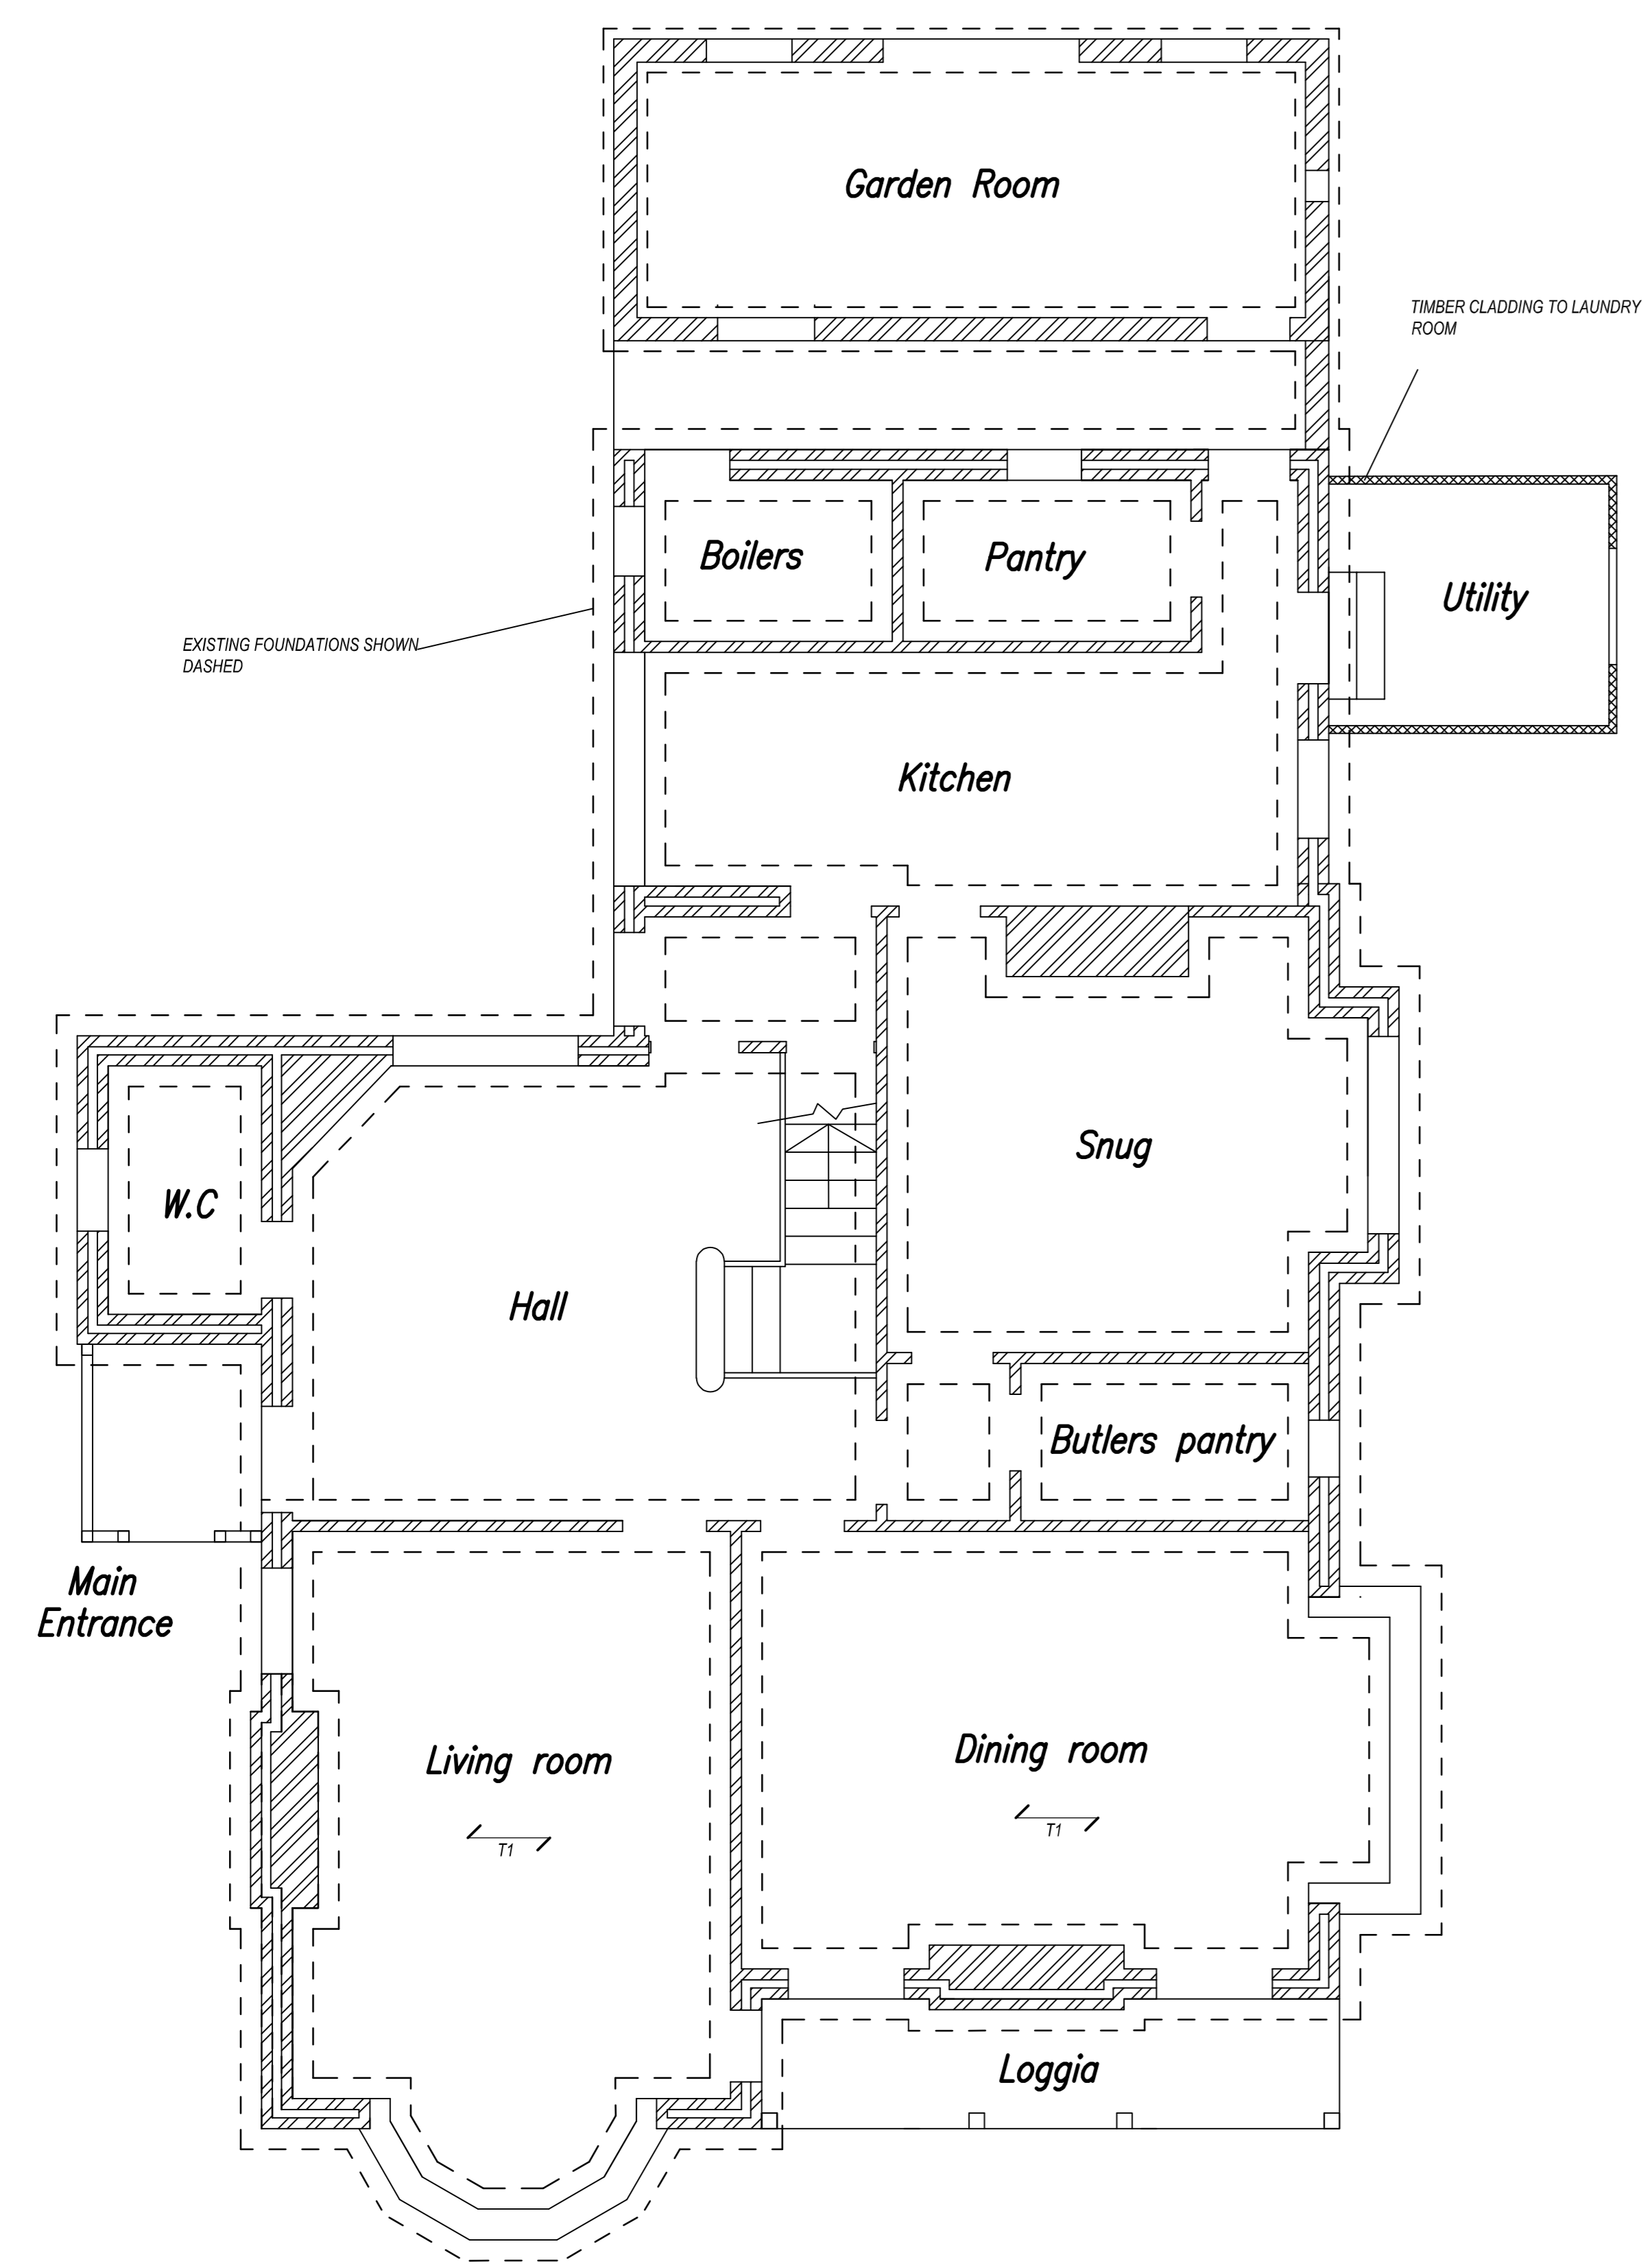 Garden Room
TIMBER CLADDING TO LAUNDRY
ROOM
Boilers
Pantry
Utility
EXISTING FOUNDATIONS SHOWN
DASHED
Kitchen
Snug
W.C
Hall
Butlers pantry
Main
Entrance
Living room
Dining room
T1
T1
Loggia